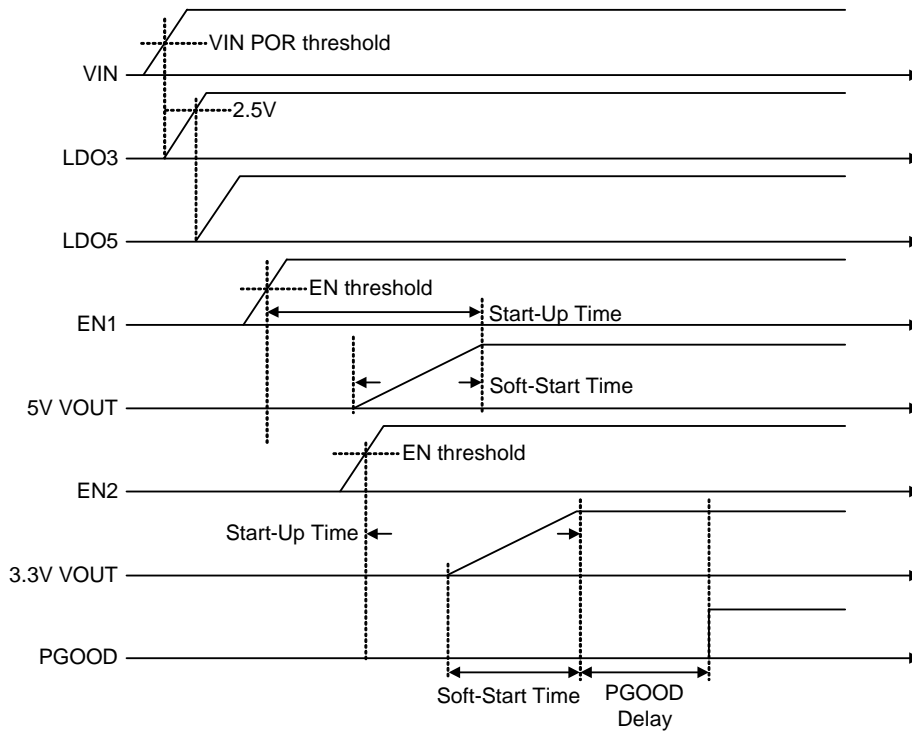 VIN POR threshold
VIN
2.5V
LDO3
LDO5
EN threshold
Start-Up Time
EN1
Soft-Start Time
5V VOUT
EN threshold
EN2
Start-Up Time
3.3V VOUT
PGOOD
Soft-Start Time
PGOOD
Delay